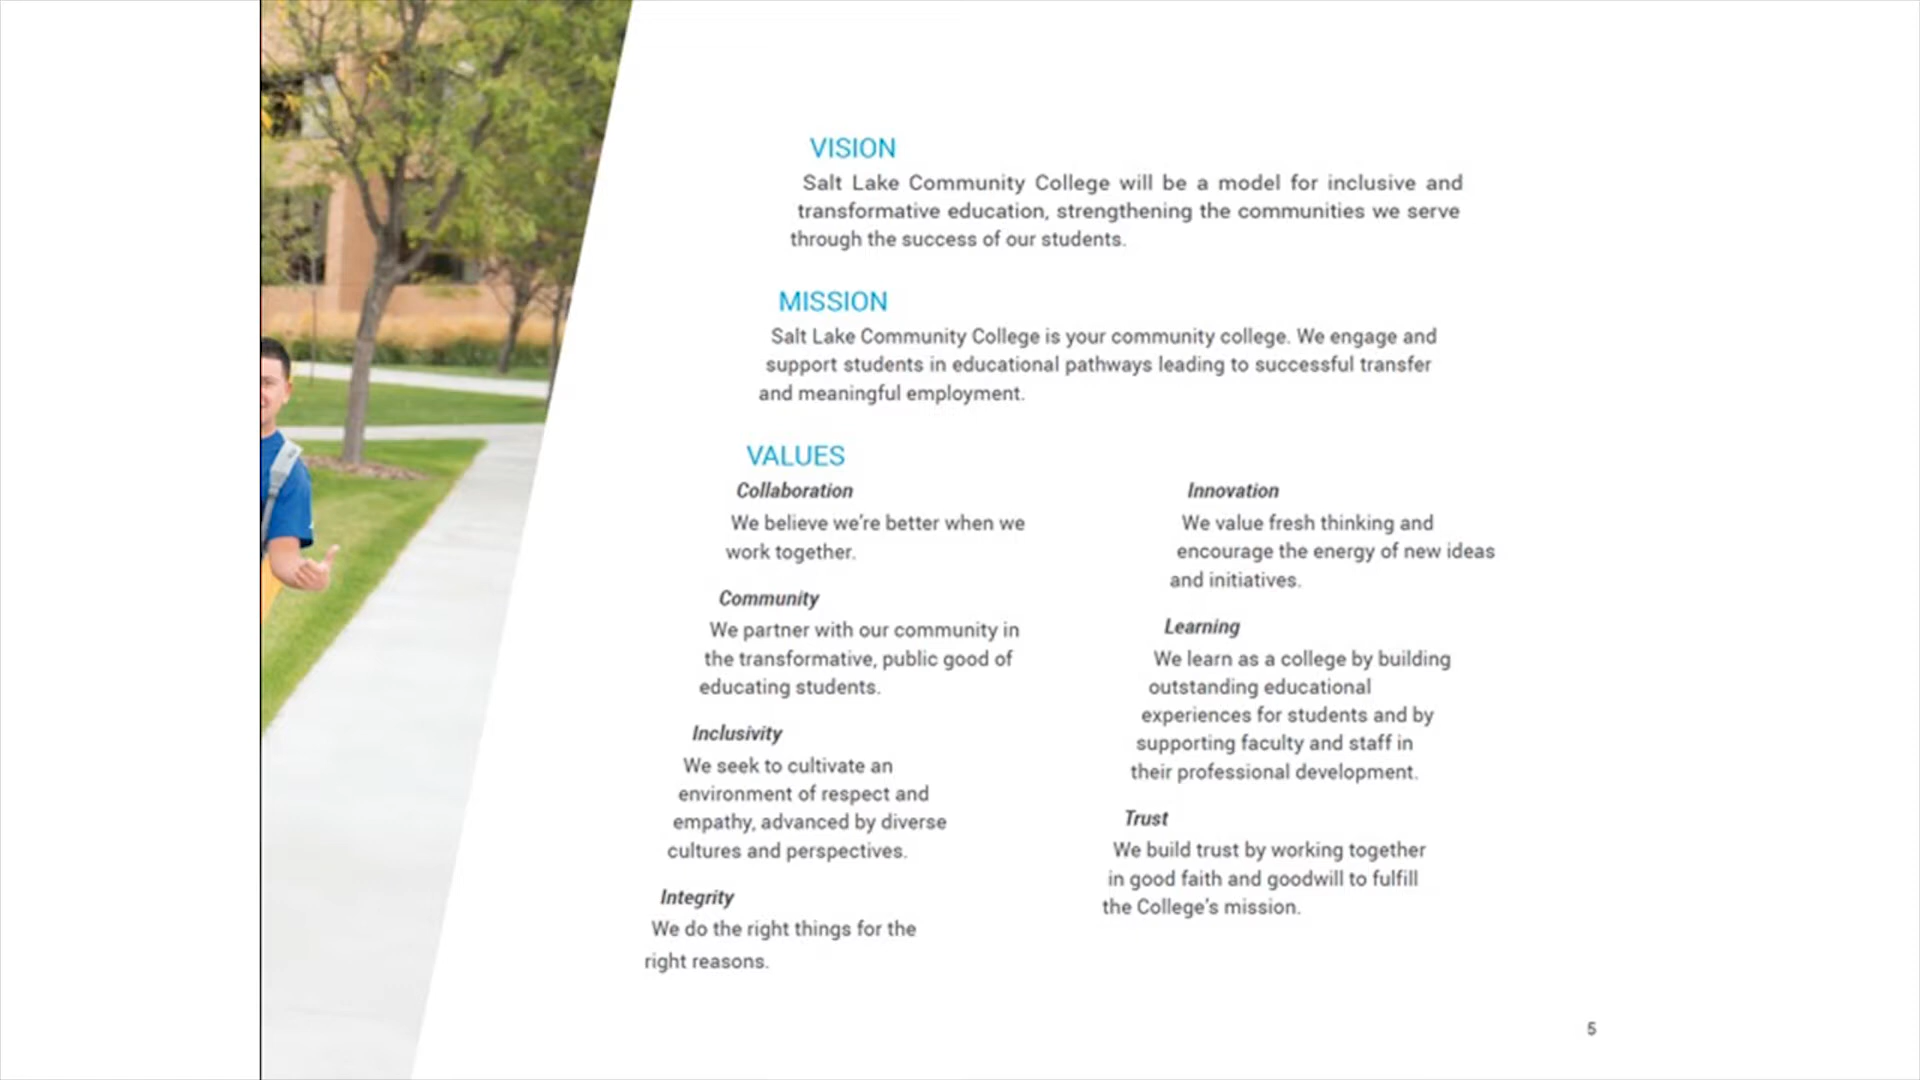 VISION
Salt Lake Community College will be a model for inclusive and
transformative education, strengthening the communities we serve
through the success of our students.
MISSION
Salt Lake Community College is your community college. We engage and
support students in educational pathways leading to successful transfer
and meaningful employment.
VALUES
Collaboration
We believe we're better when we
work together.
Community
We partner with our community in
the transformative, public good of
educating students.
Inclusivity
We seek to cultivate an
environment of respect and
empathy, advanced by diverse
cultures and perspectives.
Integrity
We do the right things for the
right reasons.
Innovation
We value fresh thinking and
encourage the energy of new ideas
and initiatives.
Learning
We learn as a college by building
outstanding educational
experiences for students and by
supporting faculty and staff in
their professional development.
Trust
We build trust by working together
in good faith and goodwill to fulfill
the College's mission.
5